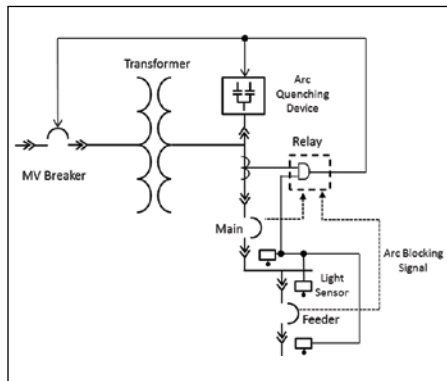 Transformer
Arc
Quenching
Device
MV Breaker
Relay
Main
Light
Sensor
Arc Blocking
Signal
Feeder